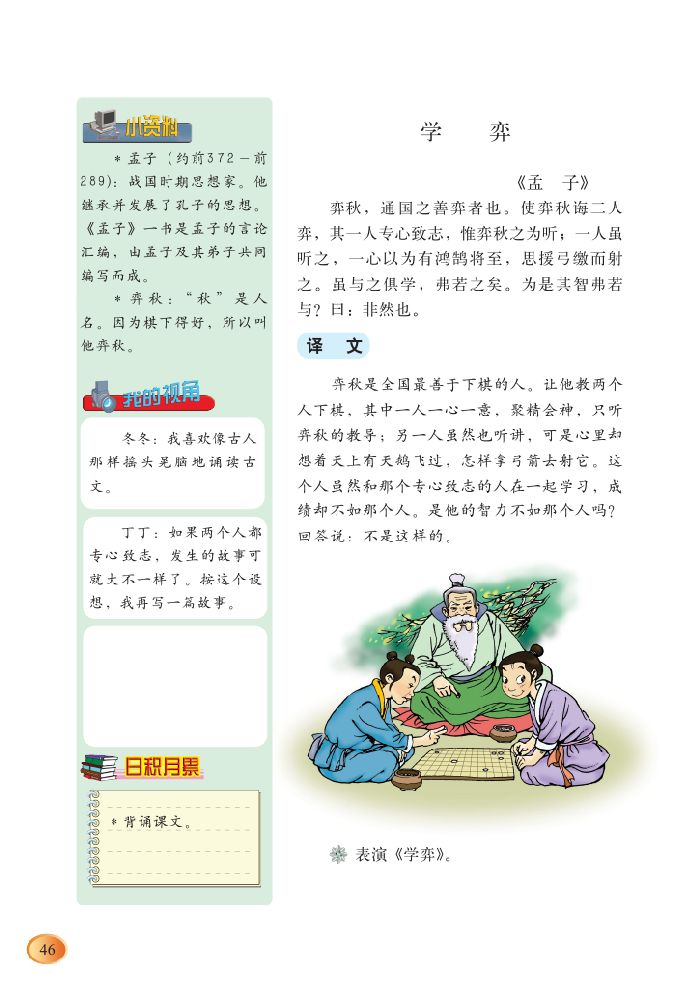 小资料
* 孟子（约前372－前
289)：战国时期思想家。他
继承并发展了孔子的思想。
《孟子》一书是孟子的言论
汇编，由孟子及其弟子共同
编写而成。
* 弈秋：“秋”是人
名。因为棋下得好，所以叫
他弈秋。
我的视角
冬冬：我喜欢像古人
那样摇头晃脑地诵读古
文。
丁丁：如果两个人都
专心致志，发生的故事可
就大不一样了。按这个设
想，我再写一篇故事。
日积月累
* 背诵课文。
学 弈
《孟 子》
弈秋，通国之善弈者也。使弈秋诲二人
弈，其一人专心致志，惟弈秋之为听；一人虽
听之，一心以为有鸿鹄将至，思援弓缴而射
之。虽与之俱学，弗若之矣。为是其智弗若
与？曰：非然也。
译 文
弈秋是全国最善于下棋的人。让他教两个
人下棋，其中一人一心一意，聚精会神，只听
弈秋的教导；另一人虽然也听讲，可是心里却
想着天上有天鹅飞过，怎样拿弓箭去射它。这
个人虽然和那个专心致志的人在一起学习，成
绩却不如那个人。是他的智力不如那个人吗？
回答说：不是这样的。
表演《学弈》。
46